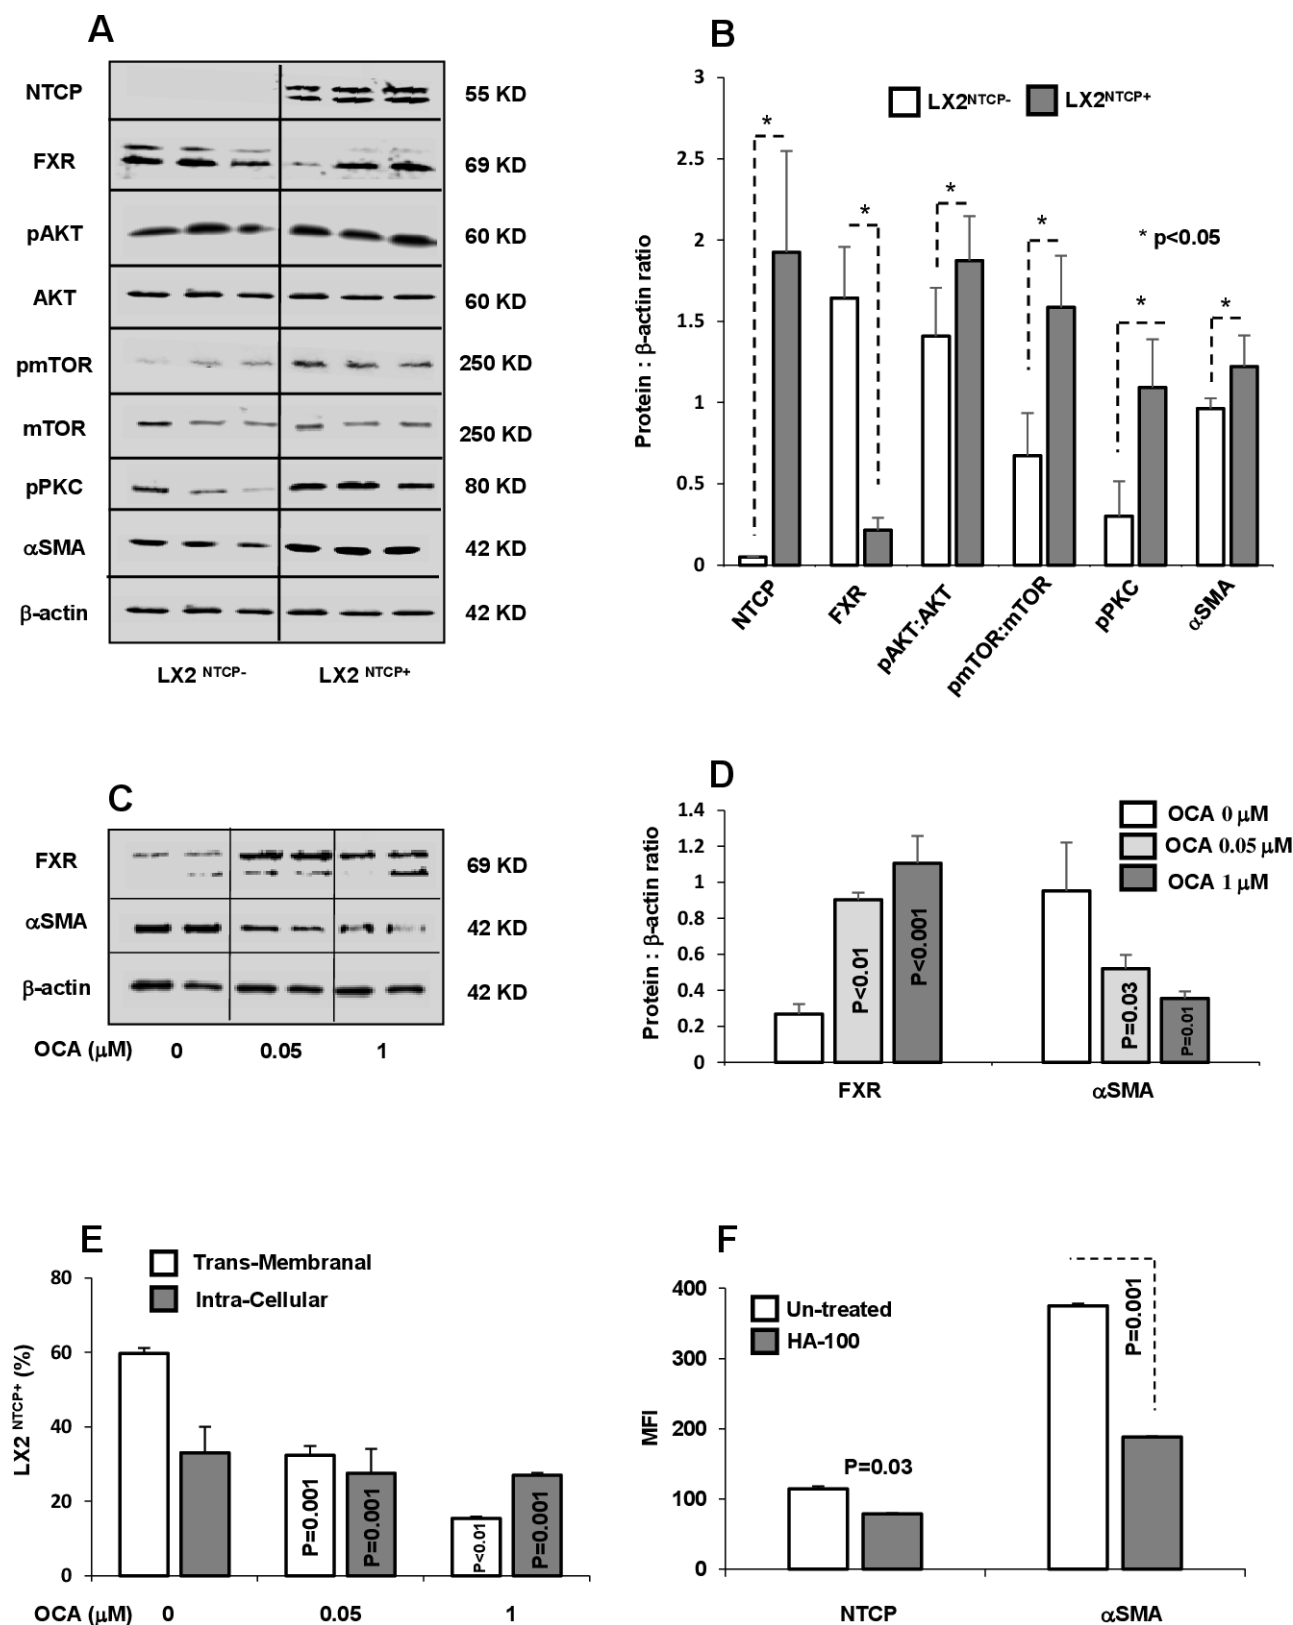 A
NTCP 55 KD
FXR 69 KD
pAKT 60 KD
AKT 60 KD
pmTOR 250 KD
mTOR 250 KD
pPKC 80 KD
αSMA 42 KD
β-actin 42 KD
LX2 NTCP- LX2 NTCP+
B
LX2NTCP- LX2NTCP+
Protein : β-actin ratio
3
2.5
2
1.5
1
0.5
0
* * * * * *
* p<0.05
NTCP FXR pAKT:AKT pmTOR:mTOR pPKC αSMA
C
FXR 69 KD
αSMA 42 KD
β-actin 42 KD
OCA (μM) 0 0.05 1
D
OCA 0 μM
OCA 0.05 μM
OCA 1 μM
Protein : β-actin ratio
1.4
1.2
1
0.8
0.6
0.4
0.2
0
P<0.01 P<0.001 P=0.03 P=0.01
FXR αSMA
E
Trans-Membranal
Intra-Cellular
LX2 NTCP+ (%)
80
60
40
20
0
P=0.001 P=0.001 P<0.01 P=0.001
OCA (μM) 0 0.05 1
F
Un-treated
HA-100
MFI
400
300
200
100
0
P=0.03
P=0.001
NTCP αSMA